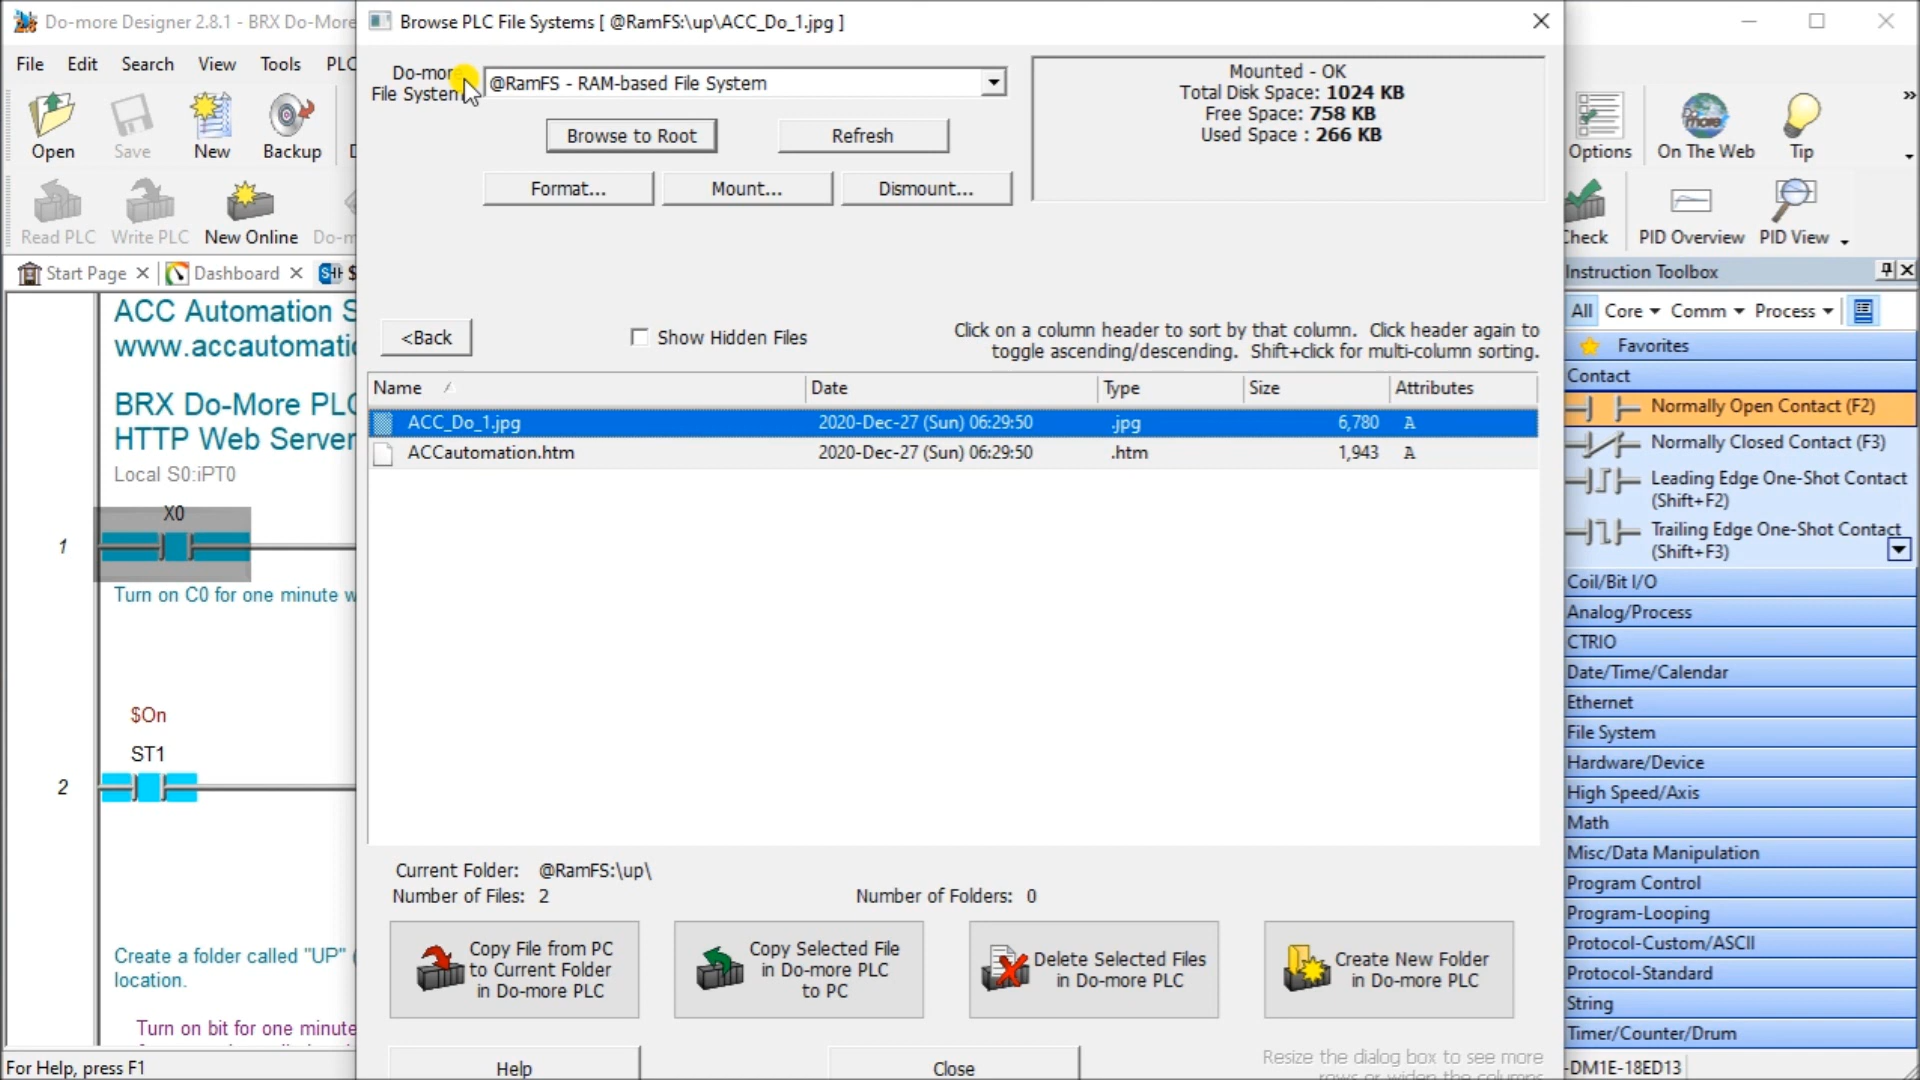 Do-more Designer 2.8.1 - BRX Do-More
Browse PLC File Systems [ @RamFS:\up\ACC_Do_1.jpg ]
File Edit Search View Tools PLC
Do-more
File System
@RamFS - RAM-based File System
Mounted - OK
Total Disk Space: 1024 KB
Free Space: 758 KB
Used Space : 266 KB
Browse to Root
Refresh
Format...
Mount...
Dismount...
Open
Save
New
Backup
Options
On The Web
Tip
Read PLC
Write PLC
New Online
Do-m
Check
PID Overview
PID View
Start Page
Dashboard
Instruction Toolbox
All Core Comm Process
ACC Automation S
www.accautomatic
BRX Do-More PLC
HTTP Web Server
Local S0:iPT0
X0
1
Turn on C0 for one minute w
$On
ST1
2
Create a folder called "UP" (
location.
Turn on bit for one minute
<Back
Show Hidden Files
Click on a column header to sort by that column. Click header again to
toggle ascending/descending. Shift+click for multi-column sorting.
Name Date Type Size Attributes
ACC_Do_1.jpg 2020-Dec-27 (Sun) 06:29:50 .jpg 6,780 A
ACCautomation.htm 2020-Dec-27 (Sun) 06:29:50 .htm 1,943 A
Current Folder: @RamFS:\up\
Number of Files: 2
Number of Folders: 0
Copy File from PC
to Current Folder
in Do-more PLC
Copy Selected File
in Do-more PLC
to PC
Delete Selected Files
in Do-more PLC
Create New Folder
in Do-more PLC
Help
Close
Resize the dialog box to see more
rows or widen the columns
Favorites
Contact
Normally Open Contact (F2)
Normally Closed Contact (F3)
Leading Edge One-Shot Contact
(Shift+F2)
Trailing Edge One-Shot Contact
(Shift+F3)
Coil/Bit I/O
Analog/Process
CTRIO
Date/Time/Calendar
Ethernet
File System
Hardware/Device
High Speed/Axis
Math
Misc/Data Manipulation
Program Control
Program-Looping
Protocol-Custom/ASCII
Protocol-Standard
String
Timer/Counter/Drum
For Help, press F1
-DM1E-18ED13